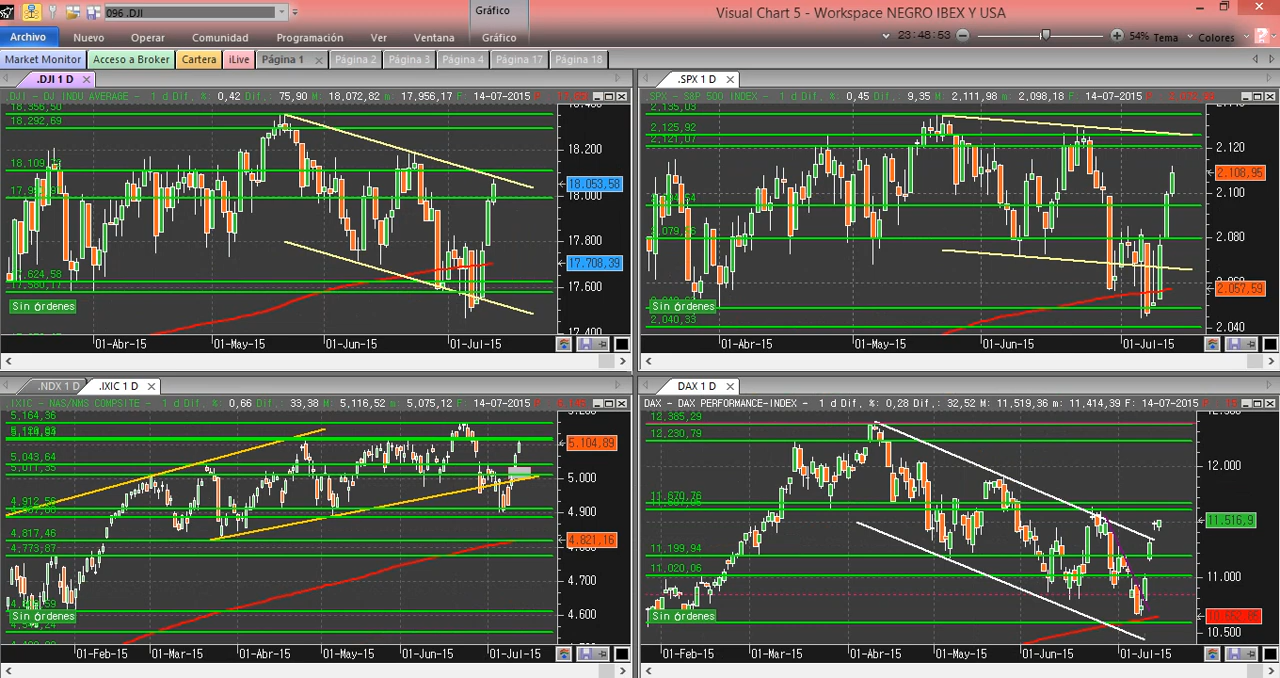 096 .DJI
Gráfico
Visual Chart 5 - Workspace NEGRO IBEX Y USA
Archivo Nuevo Operar Comunidad Programación Ver Ventana Gráfico
23:48:53 54% Tema Colores
Market Monitor Acceso a Broker Cartera iLive Página 1 Página 2 Página 3 Página 4 Página 17 Página 18
.DJI 1 D
.DJI - DJ INDU AVERAGE - 1 d Dif, %: 0,42 Dif,: 75,90 M: 18.072,82 m: 17.956,17 F: 14-07-2015
18.356,50
18.292,69
18.200
18.053,58
18.000
17.800
17.708,39
17.624,58
17.580,17
17.600
Sin órdenes
17.400
01-Abr-15 01-May-15 01-Jun-15 01-Jul-15
.SPX 1 D
.SPX - S&P 500 INDEX - 1 d Dif, %: 0,45 Dif,: 9,35 M: 2.111,98 m: 2.098,18 F: 14-07-2015
2.135,03
2.125,92
2.121,07
2.120
2.108,95
2.100
2.080
2.057,59
Sin órdenes
2.040,33
2.040
01-Abr-15 01-May-15 01-Jun-15 01-Jul-15
.NDX 1 D .IXIC 1 D
.IXIC - NAS/NMS COMPSITE - 1 d Dif, %: 0,66 Dif,: 33,38 M: 5.116,52 m: 5.075,12 F: 14-07-2015
5.164,36
5.104,89
5.043,64
5.011,35
5.000
4.912,56
4.900
4.817,46
4.821,16
4.773,87
4.700
4.600
Sin órdenes
01-Feb-15 01-Mar-15 01-Abr-15 01-May-15 01-Jun-15 01-Jul-15
DAX 1 D
DAX - DAX PERFORMANCE-INDEX - 1 d Dif, %: 0,28 Dif,: 32,52 M: 11.519,36 m: 11.414,39 F: 14-07-2015
12.385,29
12.230,79
12.000
11.670,76
11.516,9
11.199,94
11.020,06
11.000
Sin órdenes
10.500
01-Feb-15 01-Mar-15 01-Abr-15 01-May-15 01-Jun-15 01-Jul-15